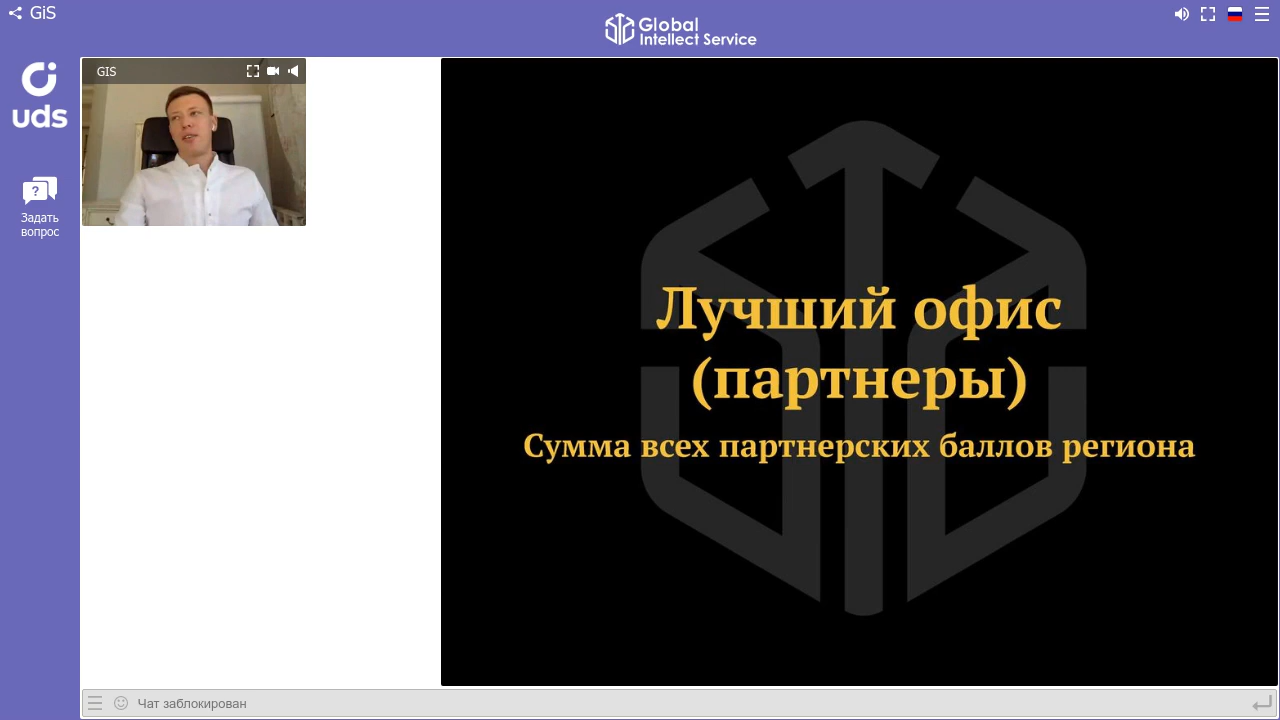 GiS
Global
Intellect Service
uds
Задать
вопрос
GIS
Лучший офис
(партнеры)
Сумма всех партнерских баллов региона
Чат заблокирован